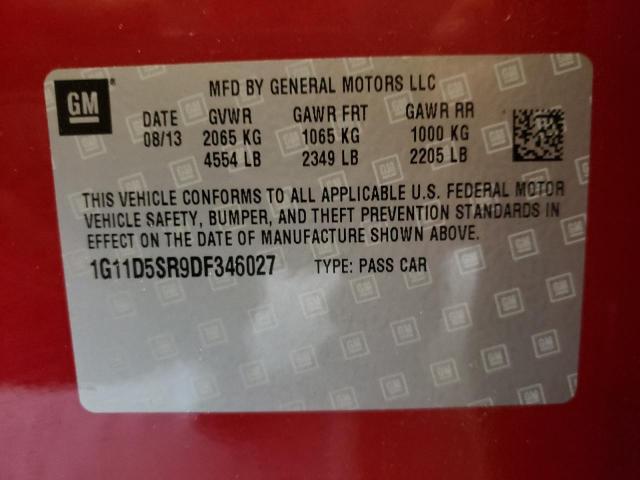 GM
MFD BY GENERAL MOTORS LLC
DATE GVWR GAWR FRT GAWR RR
08/13 2065 KG 1065 KG 1000 KG
4554 LB 2349 LB 2205 LB
THIS VEHICLE CONFORMS TO ALL APPLICABLE U.S. FEDERAL MOTOR
VEHICLE SAFETY, BUMPER, AND THEFT PREVENTION STANDARDS IN
EFFECT ON THE DATE OF MANUFACTURE SHOWN ABOVE.
1G11D5SR9DF346027 TYPE: PASS CAR